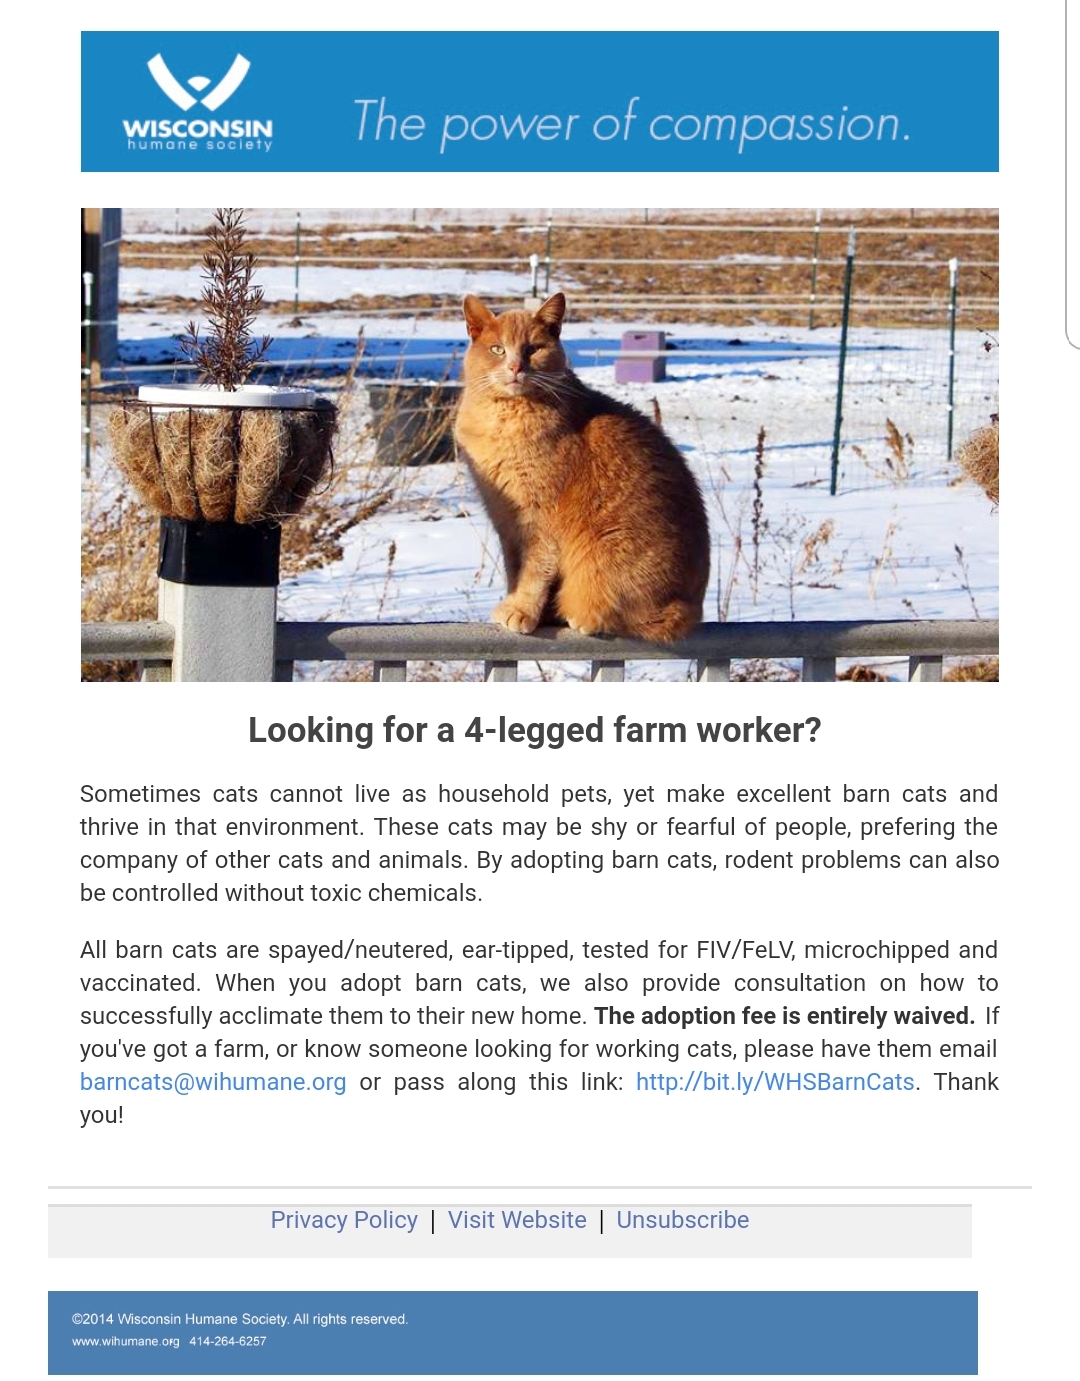 WISCONSIN
humane society
The power of compassion.
Looking for a 4-legged farm worker?
Sometimes cats cannot live as household pets, yet make excellent barn cats and
thrive in that environment. These cats may be shy or fearful of people, prefering the
company of other cats and animals. By adopting barn cats, rodent problems can also
be controlled without toxic chemicals.
All barn cats are spayed/neutered, ear-tipped, tested for FIV/FeLV, microchipped and
vaccinated. When you adopt barn cats, we also provide consultation on how to
successfully acclimate them to their new home. The adoption fee is entirely waived. If
you've got a farm, or know someone looking for working cats, please have them email
barncats@wihumane.org or pass along this link: http://bit.ly/WHSBarnCats. Thank
you!
Privacy Policy | Visit Website | Unsubscribe
©2014 Wisconsin Humane Society. All rights reserved.
www.wihumane.org 414-264-6257